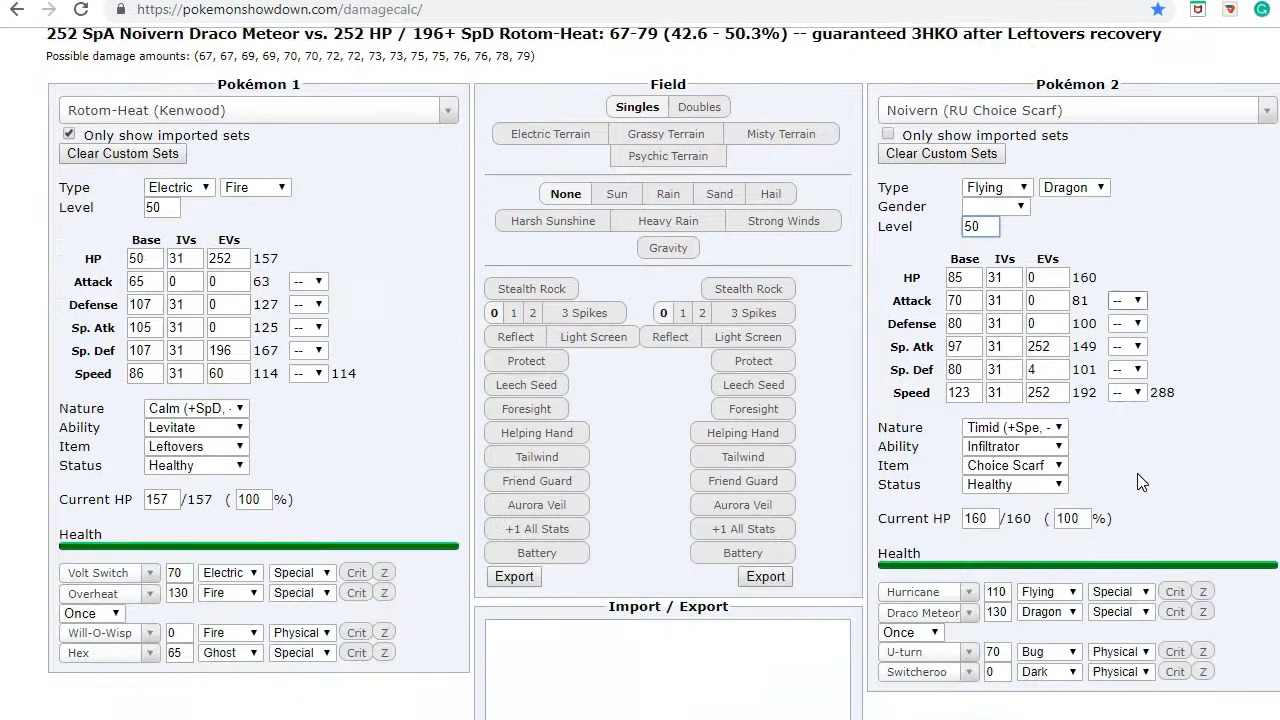 https://pokemonshowdown.com/damagecalc/
252 SpA Noivern Draco Meteor vs. 252 HP / 196+ SpD Rotom-Heat: 67-79 (42.6 - 50.3%) -- guaranteed 3HKO after Leftovers recovery
Possible damage amounts: (67, 67, 69, 69, 70, 70, 72, 72, 73, 73, 75, 75, 76, 76, 78, 79)
Pokémon 1
Rotom-Heat (Kenwood)
Only show imported sets
Clear Custom Sets
Type Electric Fire
Level 50
Base IVs EVs
HP 50 31 252 157
Attack 65 0 0 63 --
Defense 107 31 0 127 --
Sp. Atk 105 31 0 125 --
Sp. Def 107 31 196 167 --
Speed 86 31 60 114 -- 114
Nature Calm (+SpD, -
Ability Levitate
Item Leftovers
Status Healthy
Current HP 157 /157 ( 100 %)
Health
Volt Switch 70 Electric Special Crit Z
Overheat 130 Fire Special Crit Z
Once
Will-O-Wisp 0 Fire Physical Crit Z
Hex 65 Ghost Special Crit Z
Field
Singles Doubles
Electric Terrain Grassy Terrain Misty Terrain
Psychic Terrain
None Sun Rain Sand Hail
Harsh Sunshine Heavy Rain Strong Winds
Gravity
Stealth Rock Stealth Rock
0 1 2 3 Spikes 0 1 2 3 Spikes
Reflect Light Screen Reflect Light Screen
Protect Protect
Leech Seed Leech Seed
Foresight Foresight
Helping Hand Helping Hand
Tailwind Tailwind
Friend Guard Friend Guard
Aurora Veil Aurora Veil
+1 All Stats +1 All Stats
Battery Battery
Export Export
Import / Export
Pokémon 2
Noivern (RU Choice Scarf)
Only show imported sets
Clear Custom Sets
Type Flying Dragon
Gender
Level 50
Base IVs EVs
HP 85 31 0 160
Attack 70 31 0 81 --
Defense 80 31 0 100 --
Sp. Atk 97 31 252 149 --
Sp. Def 80 31 4 101 --
Speed 123 31 252 192 -- 288
Nature Timid (+Spe, -
Ability Infiltrator
Item Choice Scarf
Status Healthy
Current HP 160 /160 ( 100 %)
Health
Hurricane 110 Flying Special Crit Z
Draco Meteor 130 Dragon Special Crit Z
Once
U-turn 70 Bug Physical Crit Z
Switcheroo 0 Dark Physical Crit Z